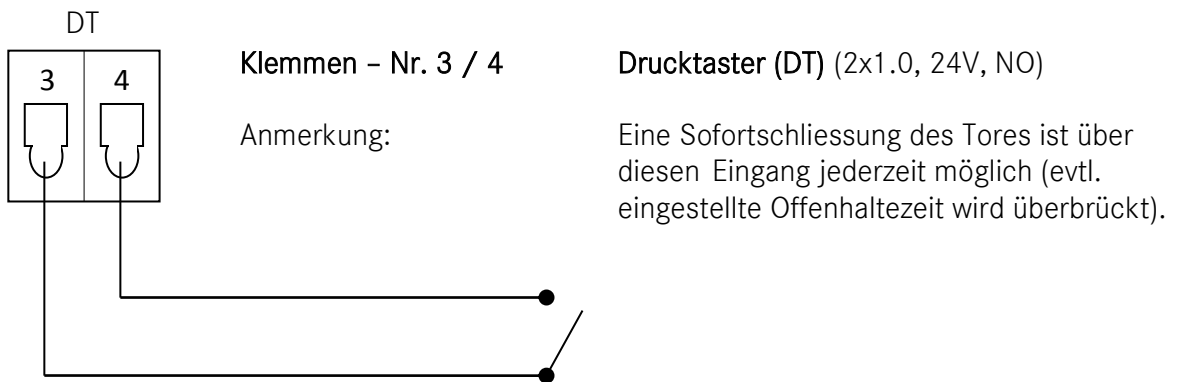 DT
3 4
Klemmen – Nr. 3 / 4
Drucktaster (DT) (2x1.0, 24V, NO)
Anmerkung:
Eine Sofortschliessung des Tores ist über
diesen Eingang jederzeit möglich (evtl.
eingestellte Offenhaltezeit wird überbrückt).